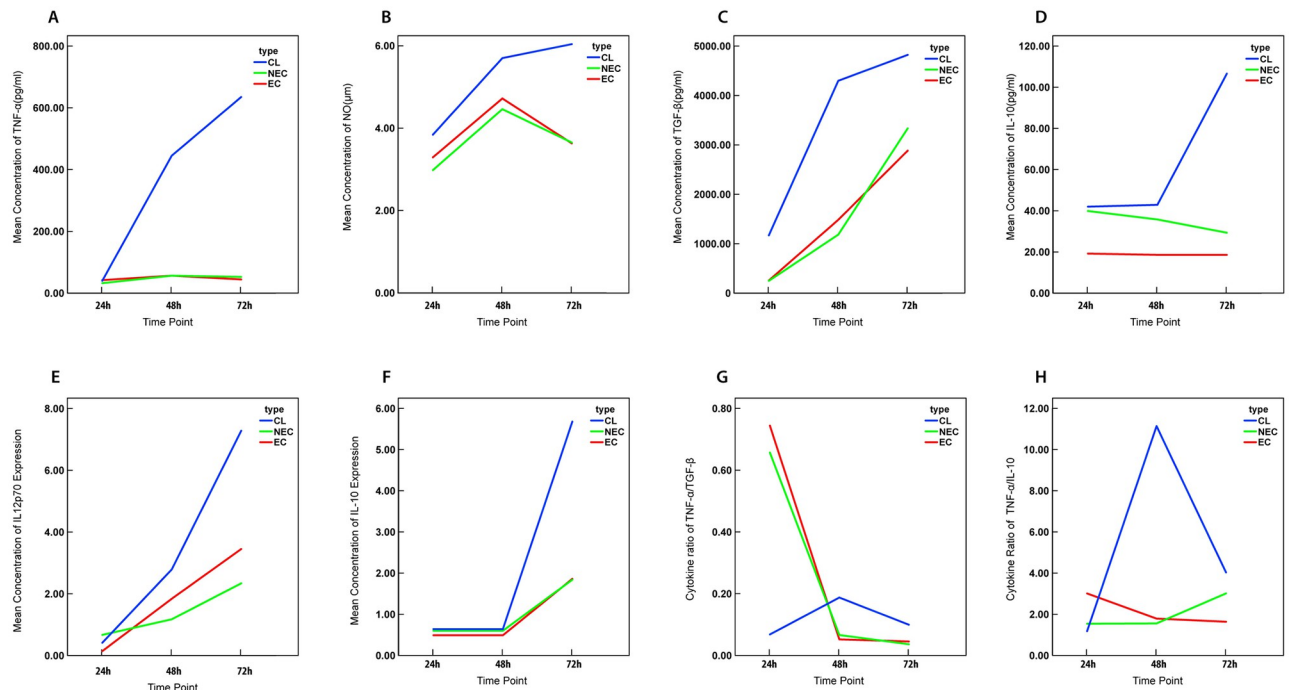 A
Mean Concentration of TNF-α(pg/ml)
800.00
600.00
400.00
200.00
0.00
type
CL
NEC
EC
24h 48h 72h
Time Point
B
Mean Concentration of NO(μm)
6.00
4.00
2.00
0.00
type
CL
NEC
EC
24h 48h 72h
Time Point
C
Mean Concentration of TGF-β(pg/ml)
5000.00
4000.00
3000.00
2000.00
1000.00
0
type
CL
NEC
EC
24h 48h 72h
Time Point
D
Mean Concentration of IL-10(pg/ml)
120.00
100.00
80.00
60.00
40.00
20.00
0.00
type
CL
NEC
EC
24h 48h 72h
Time Point
E
Mean Concentration of IL12p70 Expression
8.00
6.00
4.00
2.00
0.00
type
CL
NEC
EC
24h 48h 72h
Time Point
F
Mean Concentration of IL-10 Expression
6.00
5.00
4.00
3.00
2.00
1.00
0.00
type
CL
NEC
EC
24h 48h 72h
Time Point
G
Cytokine ratio of TNF-α/TGF-β
0.80
0.60
0.40
0.20
0.00
type
CL
NEC
EC
24h 48h 72h
Time Point
H
Cytokine Ratio of TNF-α/IL-10
12.00
10.00
8.00
6.00
4.00
2.00
0.00
type
CL
NEC
EC
24h 48h 72h
Time Point